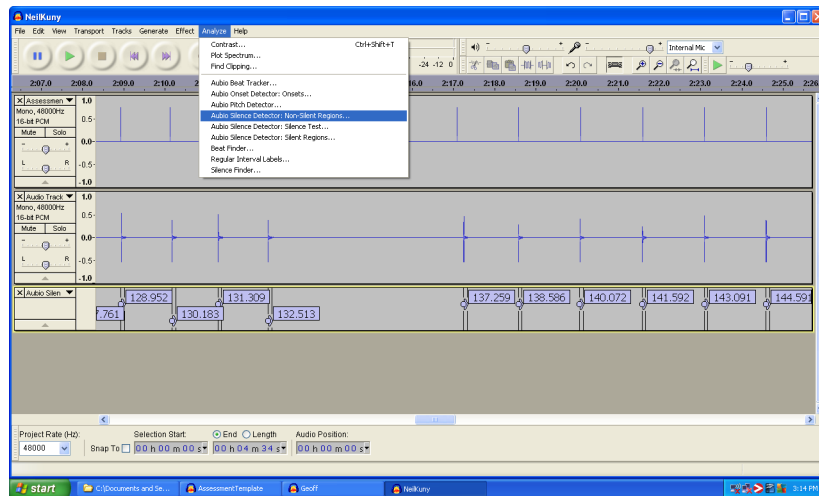 NeilKuny
File Edit View Transport Tracks Generate Effect Analyze Help
Contrast... Ctrl+Shift+T
Plot Spectrum...
Find Clipping...
Aubio Beat Tracker...
Aubio Onset Detector: Onsets...
Aubio Pitch Detector...
Aubio Silence Detector: Non-Silent Regions...
Aubio Silence Detector: Silence Test...
Aubio Silence Detector: Silent Regions...
Beat Finder...
Regular Interval Labels...
Silence Finder...
-24 -12 0
Internal Mic
2:07.0 2:08.0 2:09.0 2:10.0 2:17.0 2:18.0 2:19.0 2:20.0 2:21.0 2:22.0 2:23.0 2:24.0 2:25.0
Assessmen
Mono, 48000Hz
16-bit PCM
Mute Solo
- +
L R
1.0
0.5
0.0
-0.5
-1.0
Audio Track
Mono, 48000Hz
16-bit PCM
Mute Solo
- +
L R
1.0
0.5
0.0
-0.5
-1.0
Aubio Silen
7.761 128.952 130.183 131.309 132.513 137.259 138.586 140.072 141.592 143.091 144.591
Project Rate (Hz): Selection Start: End Length Audio Position:
48000 Snap To 00 h 00 m 00 s 00 h 04 m 34 s 00 h 00 m 00 s
start C:\Documents and Se... AssessmentTemplate Geoff NeilKuny 3:14 PM